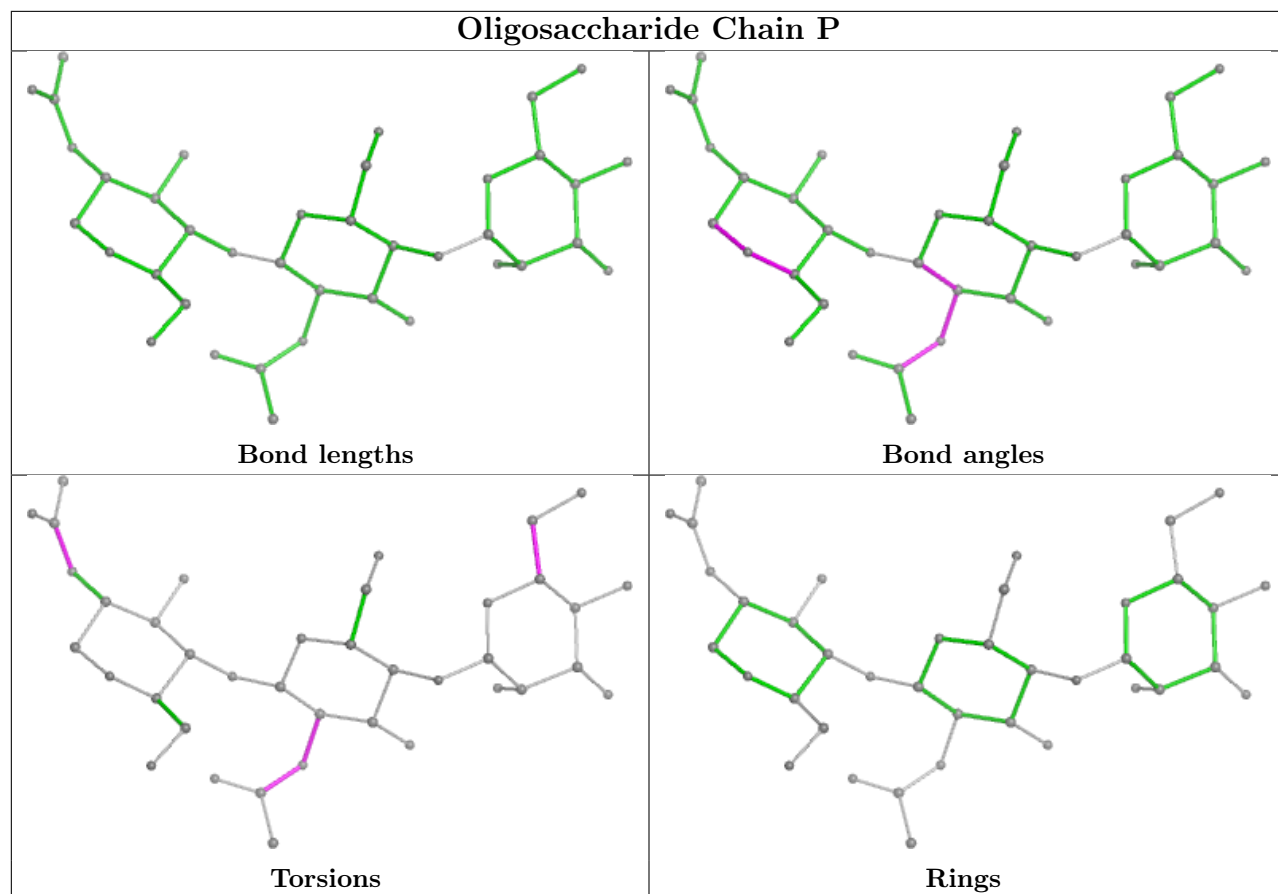 Oligosaccharide Chain P
Bond lengths
Bond angles
Torsions
Rings